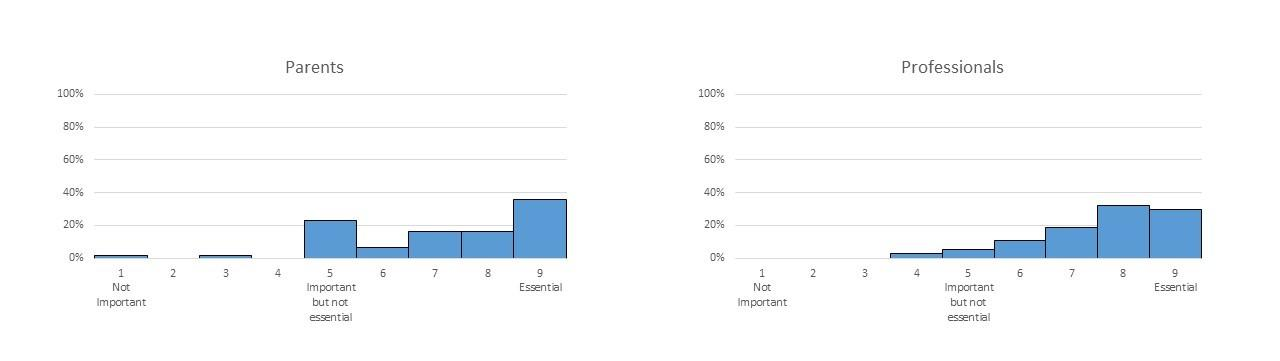 Parents
100%
80%
60%
40%
20%
0%
1 2 3 4 5 6 7 8 9
Not Important but not essential Essential
Important
Professionals
100%
80%
60%
40%
20%
0%
1 2 3 4 5 6 7 8 9
Not Important but not essential Essential
Important